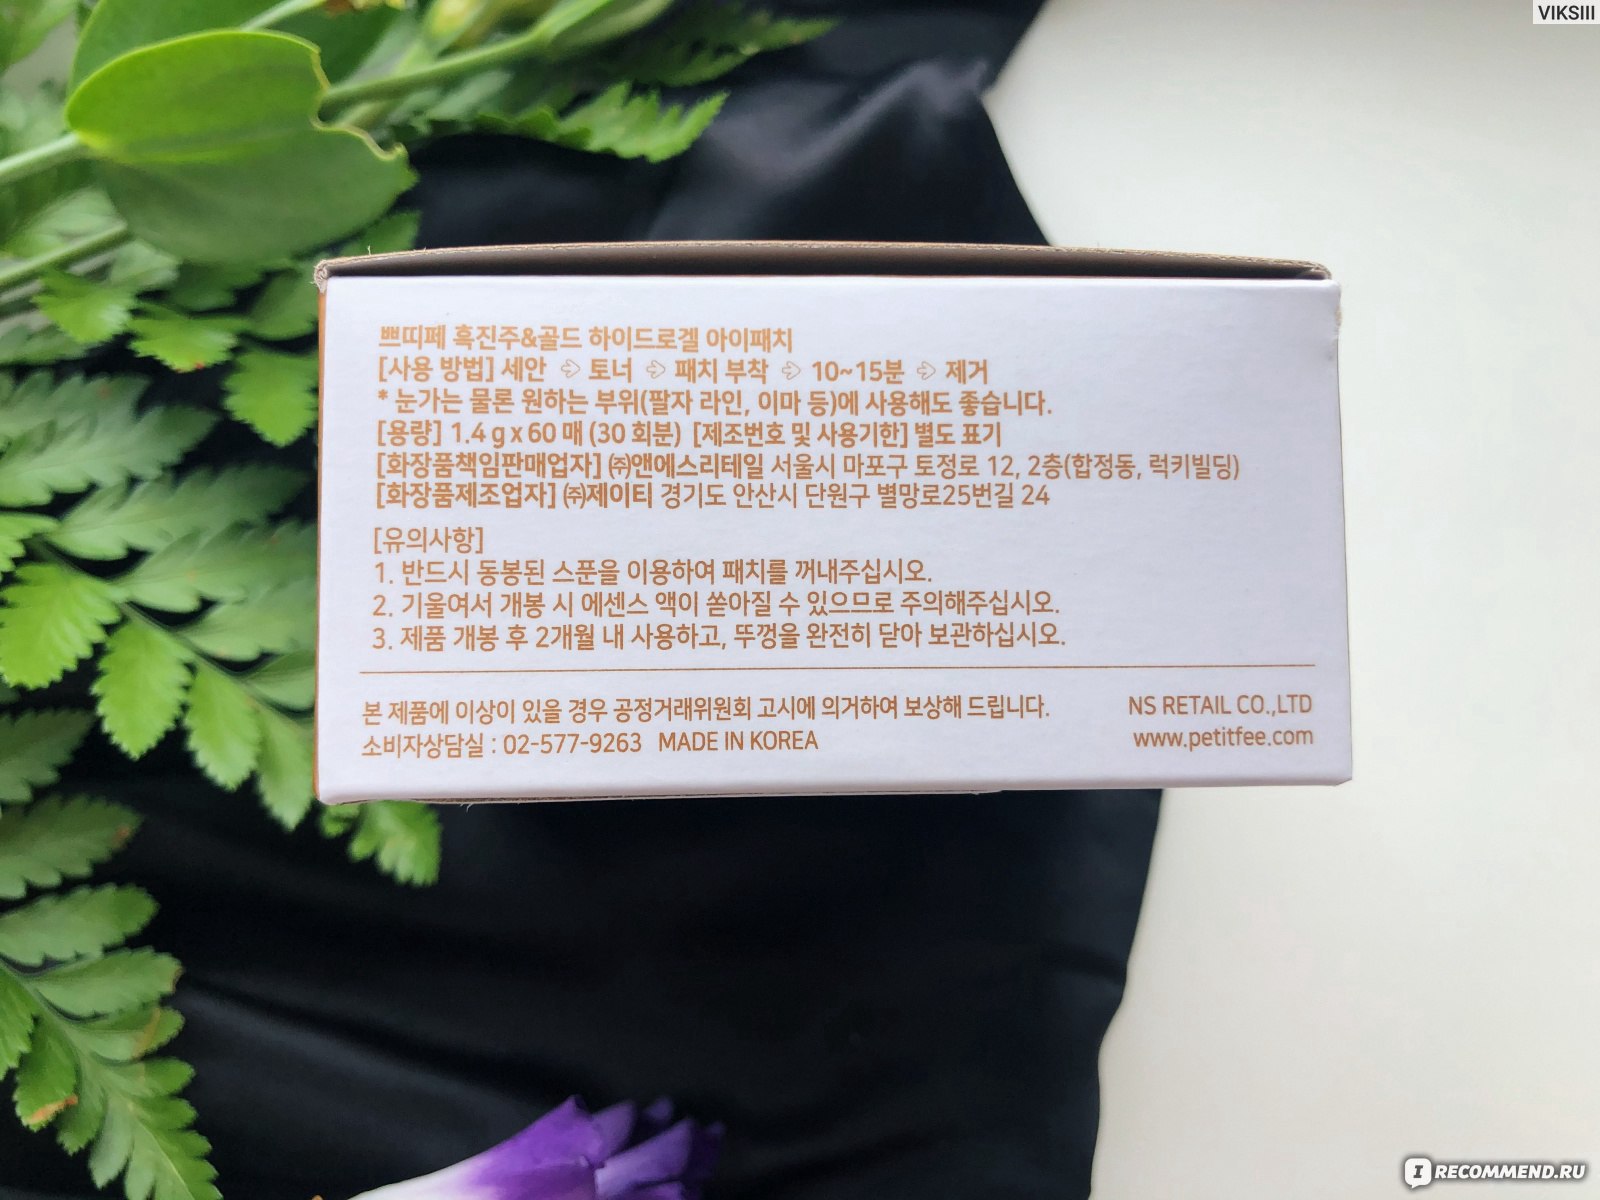 VIKSIII
쁘띠페 흑진주&골드 하이드로겔 아이패치
[사용 방법] 세안 ➩ 토너 ➩ 패치 부착 ➩ 10~15분 ➩ 제거
* 눈가는 물론 원하는 부위(팔자 라인, 이마 등)에 사용해도 좋습니다.
[용량] 1.4 g x 60 매 (30 회분) [제조번호 및 사용기한] 별도 표기
[화장품책임판매업자] ㈜앤에스리테일 서울시 마포구 토정로 12, 2층(합정동, 럭키빌딩)
[화장품제조업자] ㈜제이티 경기도 안산시 단원구 별망로25번길 24
[유의사항]
1. 반드시 동봉된 스푼을 이용하여 패치를 꺼내주십시오.
2. 기울여서 개봉 시 에센스 액이 쏟아질 수 있으므로 주의해주십시오.
3. 제품 개봉 후 2개월 내 사용하고, 뚜껑을 완전히 닫아 보관하십시오.
본 제품에 이상이 있을 경우 공정거래위원회 고시에 의거하여 보상해 드립니다.
소비자상담실 : 02-577-9263 MADE IN KOREA
NS RETAIL CO.,LTD
www.petitfee.com
IRECOMMEND.RU